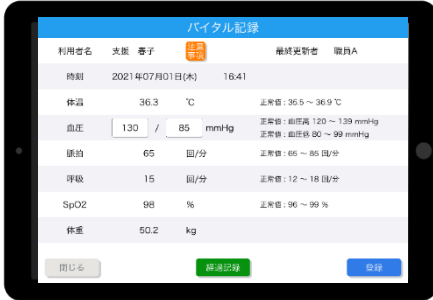 バイタル記録
利用者名 支援 春子 注意事項 最終更新者 職員A
時刻 2021年07月01日(木) 16:41
体温 36.3 ℃ 正常値：36.5 ～ 36.9 ℃
血圧 130 / 85 mmHg 正常値：血圧高 120 ～ 139 mmHg
正常値：血圧低 80 ～ 99 mmHg
脈拍 65 回/分 正常値：65 ～ 85 回/分
呼吸 15 回/分 正常値：12 ～ 18 回/分
SpO2 98 % 正常値：96 ～ 99 %
体重 50.2 kg
閉じる 経過記録 登録